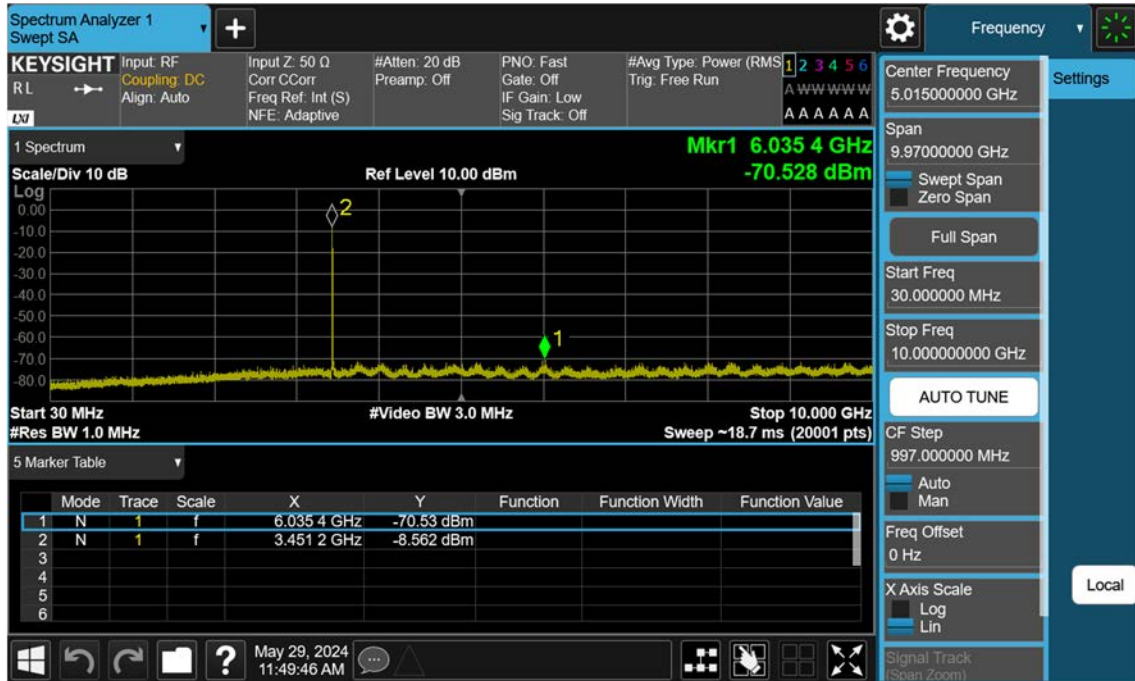 Spectrum Analyzer 1
Swept SA
Frequency
KEYSIGHT
RL
LXI
Input: RF
Coupling: DC
Align: Auto
Input Z: 50 Ω
Corr CCorr
Freq Ref: Int (S)
NFE: Adaptive
#Atten: 20 dB
Preamp: Off
PNO: Fast
Gate: Off
IF Gain: Low
Sig Track: Off
#Avg Type: Power (RMS
Trig: Free Run
1 2 3 4 5 6
A W W W W W
A A A A A A
1 Spectrum
Mkr1 6.035 4 GHz
-70.528 dBm
Scale/Div 10 dB
Ref Level 10.00 dBm
Log
0.00
-10.0
-20.0
-30.0
-40.0
-50.0
-60.0
-70.0
-80.0
2
1
Start 30 MHz
#Video BW 3.0 MHz
Stop 10.000 GHz
#Res BW 1.0 MHz
Sweep ~18.7 ms (20001 pts)
5 Marker Table
Mode Trace Scale X Y Function Function Width Function Value
1 N 1 f 6.035 4 GHz -70.53 dBm
2 N 1 f 3.451 2 GHz -8.562 dBm
3
4
5
6
May 29, 2024
11:49:46 AM
Center Frequency
5.015000000 GHz
Span
9.97000000 GHz
Swept Span
Zero Span
Full Span
Start Freq
30.000000 MHz
Stop Freq
10.000000000 GHz
AUTO TUNE
CF Step
997.000000 MHz
Auto
Man
Freq Offset
0 Hz
X Axis Scale
Log
Lin
Signal Track
(Span Zoom)
Settings
Local